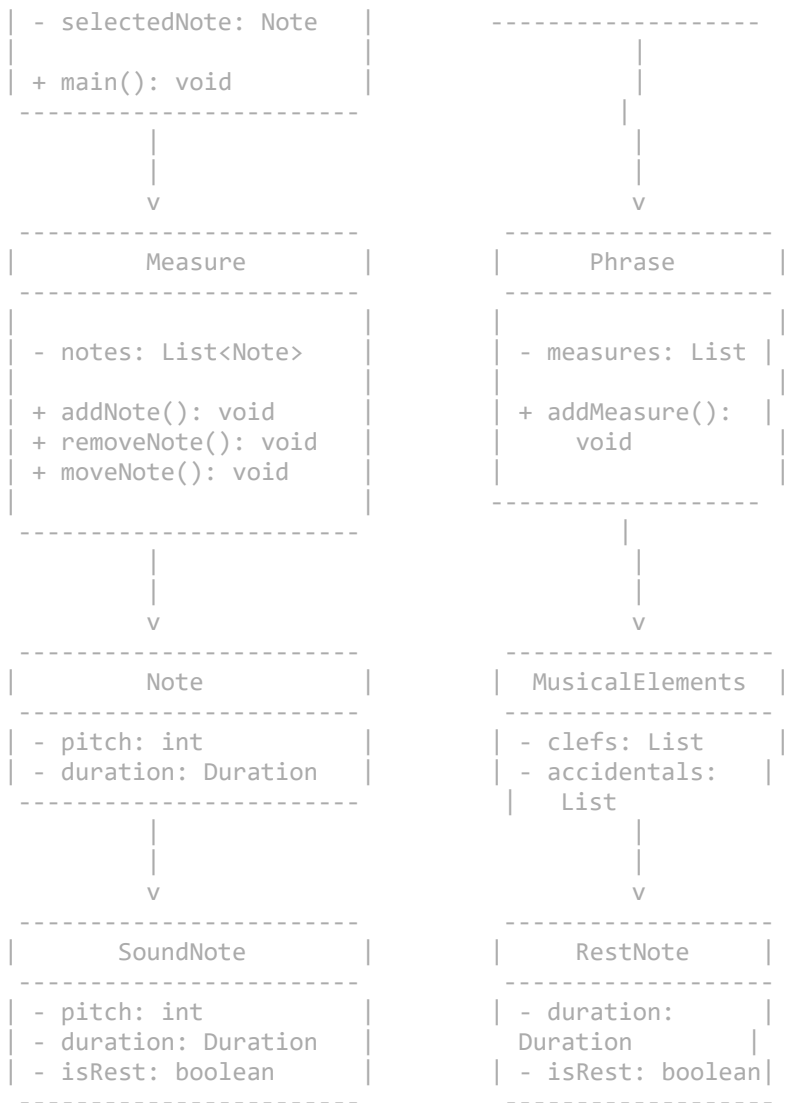 - selectedNote: Note
+ main(): void
v
v
Measure
Phrase
- notes: List<Note>
- measures: List
+ addNote(): void
+ addMeasure():
+ removeNote(): void
void
+ moveNote(): void
v
v
Note
MusicalElements
- pitch: int
- clefs: List
- duration: Duration
- accidentals:
List
v
v
SoundNote
RestNote
- pitch: int
- duration:
- duration: Duration
Duration
- isRest: boolean
- isRest: boolean